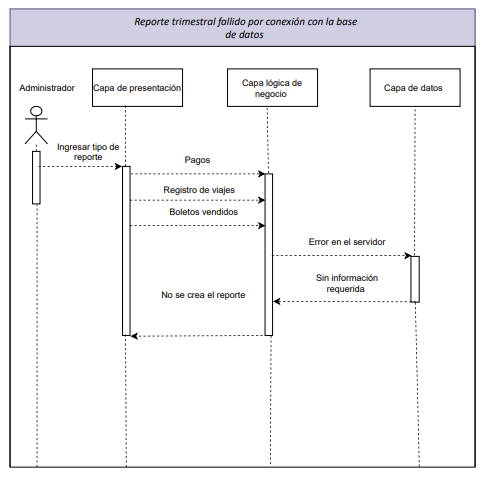 Reporte trimestral fallido por conexión con la base
de datos
Administrador
Capa de presentación
Capa lógica de
negocio
Capa de datos
Ingresar tipo de
reporte
Pagos
Registro de viajes
Boletos vendidos
Error en el servidor
Sin información
requerida
No se crea el reporte